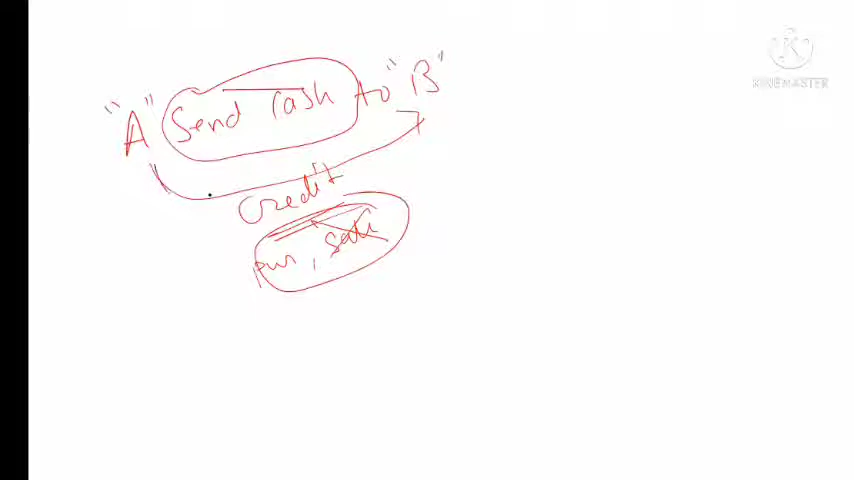 "A" Send Cash to "B"
Credit
pur, sale
KINEMASTER